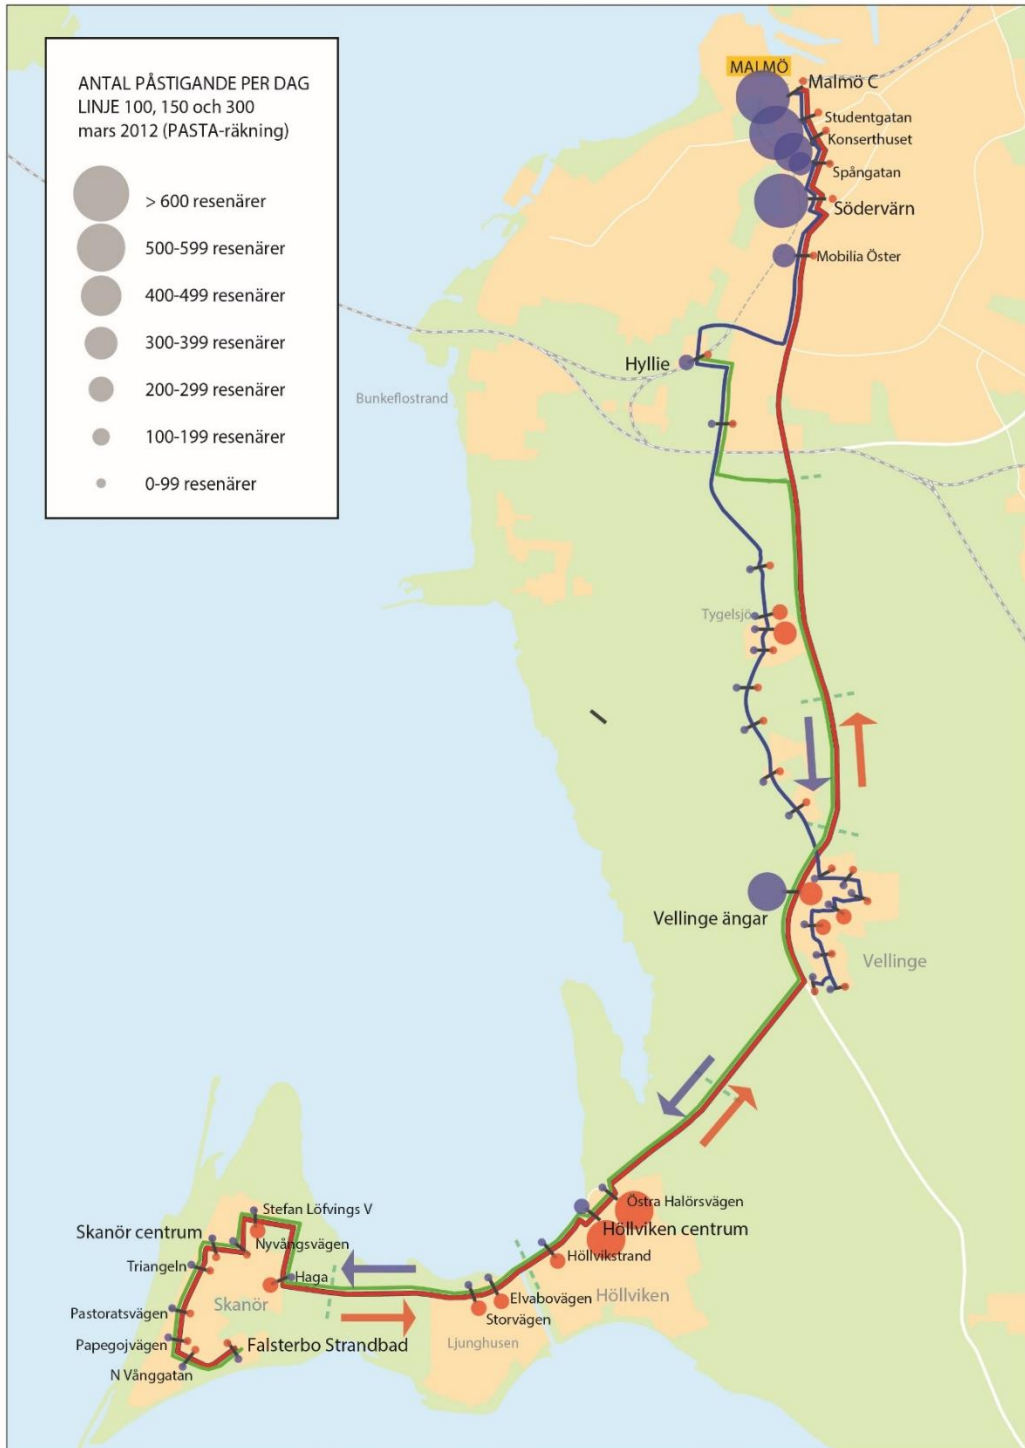 ANTAL PÅSTIGANDE PER DAG
LINJE 100, 150 och 300
mars 2012 (PASTA-räkning)
> 600 resenärer
500-599 resenärer
400-499 resenärer
300-399 resenärer
200-299 resenärer
100-199 resenärer
0-99 resenärer
MALMÖ
Malmö C
Studentgatan
Konserthuset
Spångatan
Södervärn
Mobilia Öster
Hyllie
Bunkeflostrand
Tygelsjö
Vellinge ängar
Vellinge
Östra Halörsvägen
Höllviken centrum
Höllvikstrand
Höllviken
Elvabovägen
Storvägen
Ljunghusen
Stefan Löfvings V
Skanör centrum
Nyvångsvägen
Triangeln
Haga
Skanör
Pastoratsvägen
Papegojvägen
Falsterbo Strandbad
N Vånggatan